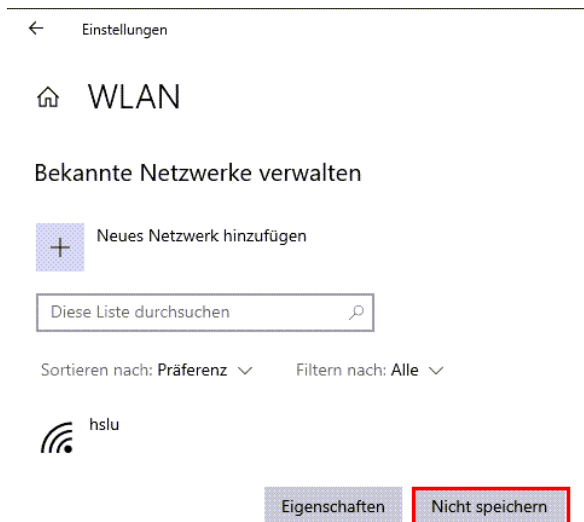 Einstellungen
WLAN
Bekannte Netzwerke verwalten
Neues Netzwerk hinzufügen
Diese Liste durchsuchen
Sortieren nach: Präferenz Filtern nach: Alle
hslu
Eigenschaften Nicht speichern